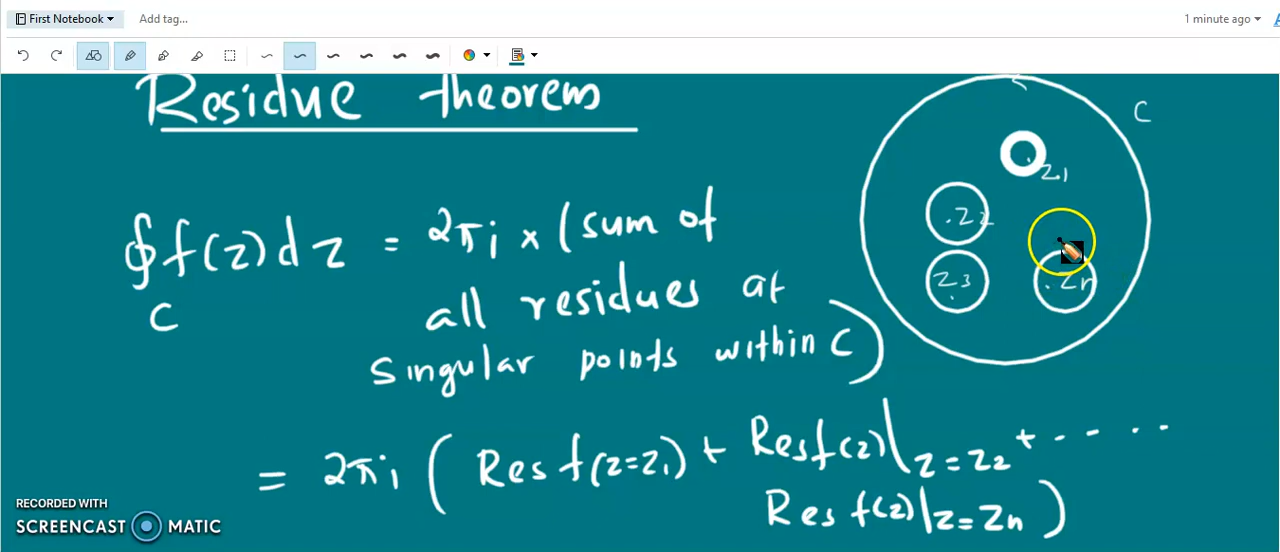 First Notebook
Add tag...
1 minute ago
Residue theorem
C
.z1
.z2
z3
.zn
∮f(z)dz = 2πi × (sum of
C
all residues at
singular points within C)
= 2πi ( Res f(z=z1) + Resf(z)|z=z2 + - - - - -
Res f(z)|z=zn )
RECORDED WITH
SCREENCAST MATIC